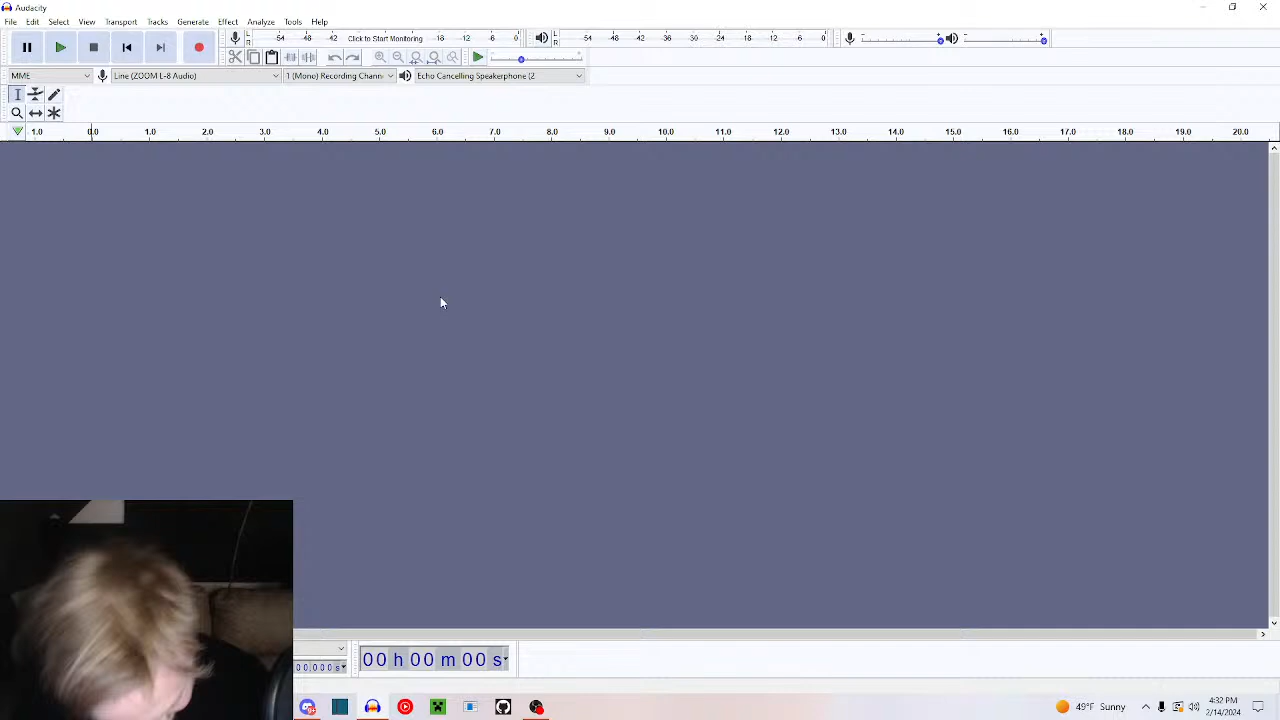 Audacity
File Edit Select View Transport Tracks Generate Effect Analyze Tools Help
L R -54 -48 -42 Click to Start Monitoring -18 -12 -6 0 L R -54 -48 -42 -36 -30 -24 -18 -12 -6 0
MME Line (ZOOM L-8 Audio) 1 (Mono) Recording Chann Echo Cancelling Speakerphone (2
1.0 0.0 1.0 2.0 3.0 4.0 5.0 6.0 7.0 8.0 9.0 10.0 11.0 12.0 13.0 14.0 15.0 16.0 17.0 18.0 19.0 20.0
00 h 00 m 00 s
00.000 s
49°F Sunny
4:32 PM
2/14/2024